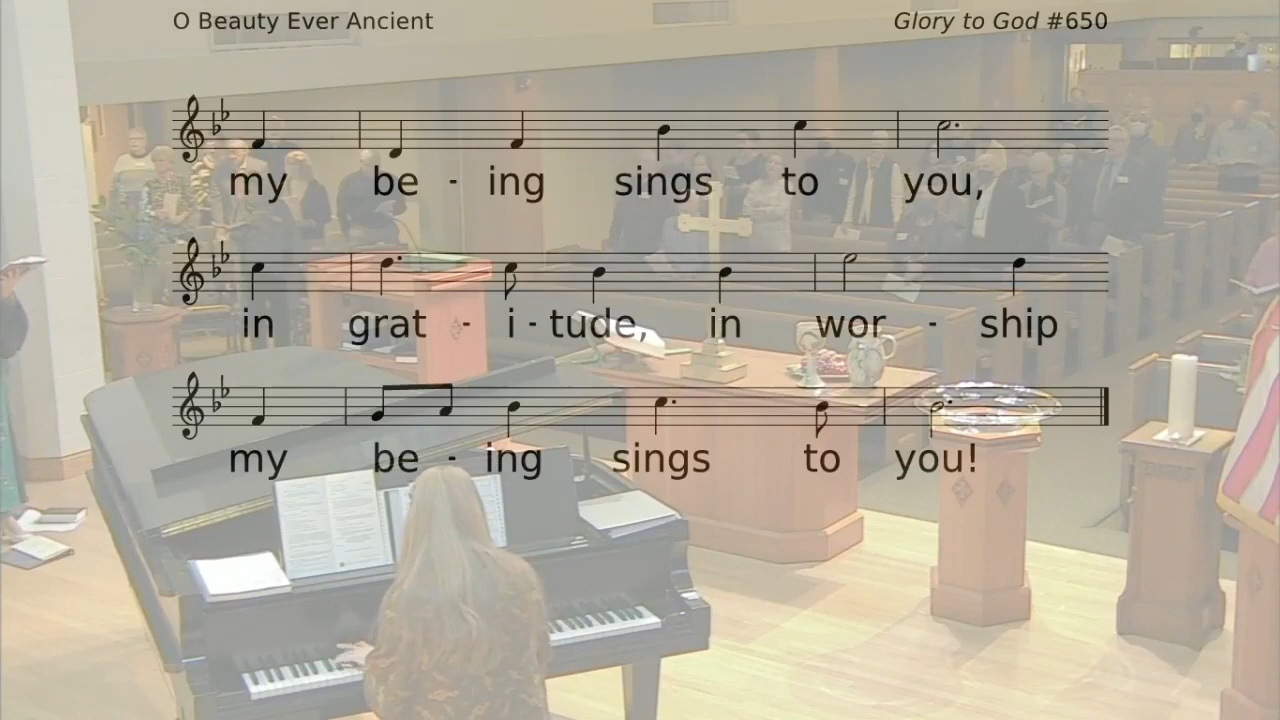 O Beauty Ever Ancient
Glory to God #650
my be - ing sings to you,
in grat - i - tude, in wor - ship
my be - ing sings to you!